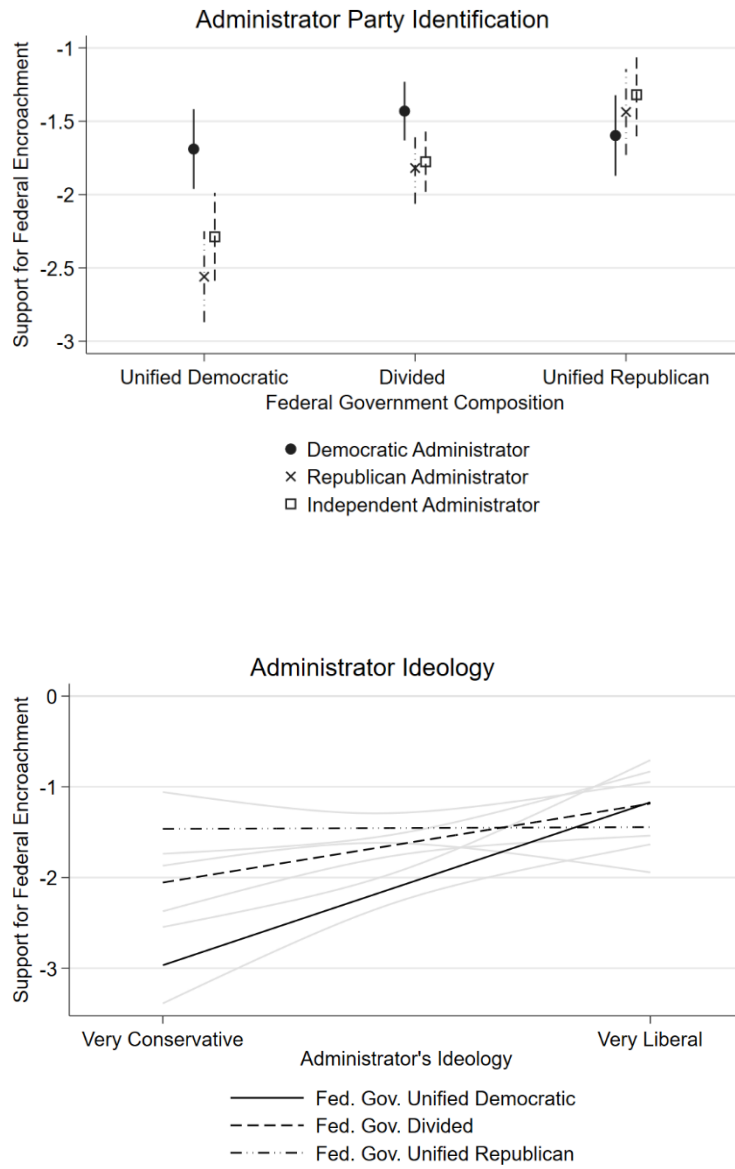 Administrator Party Identification
Support for Federal Encroachment
-1
-1.5
-2
-2.5
-3
Unified Democratic
Divided
Unified Republican
Federal Government Composition
Democratic Administrator
Republican Administrator
Independent Administrator
Administrator Ideology
Support for Federal Encroachment
0
-1
-2
-3
Very Conservative
Very Liberal
Administrator's Ideology
Fed. Gov. Unified Democratic
Fed. Gov. Divided
Fed. Gov. Unified Republican